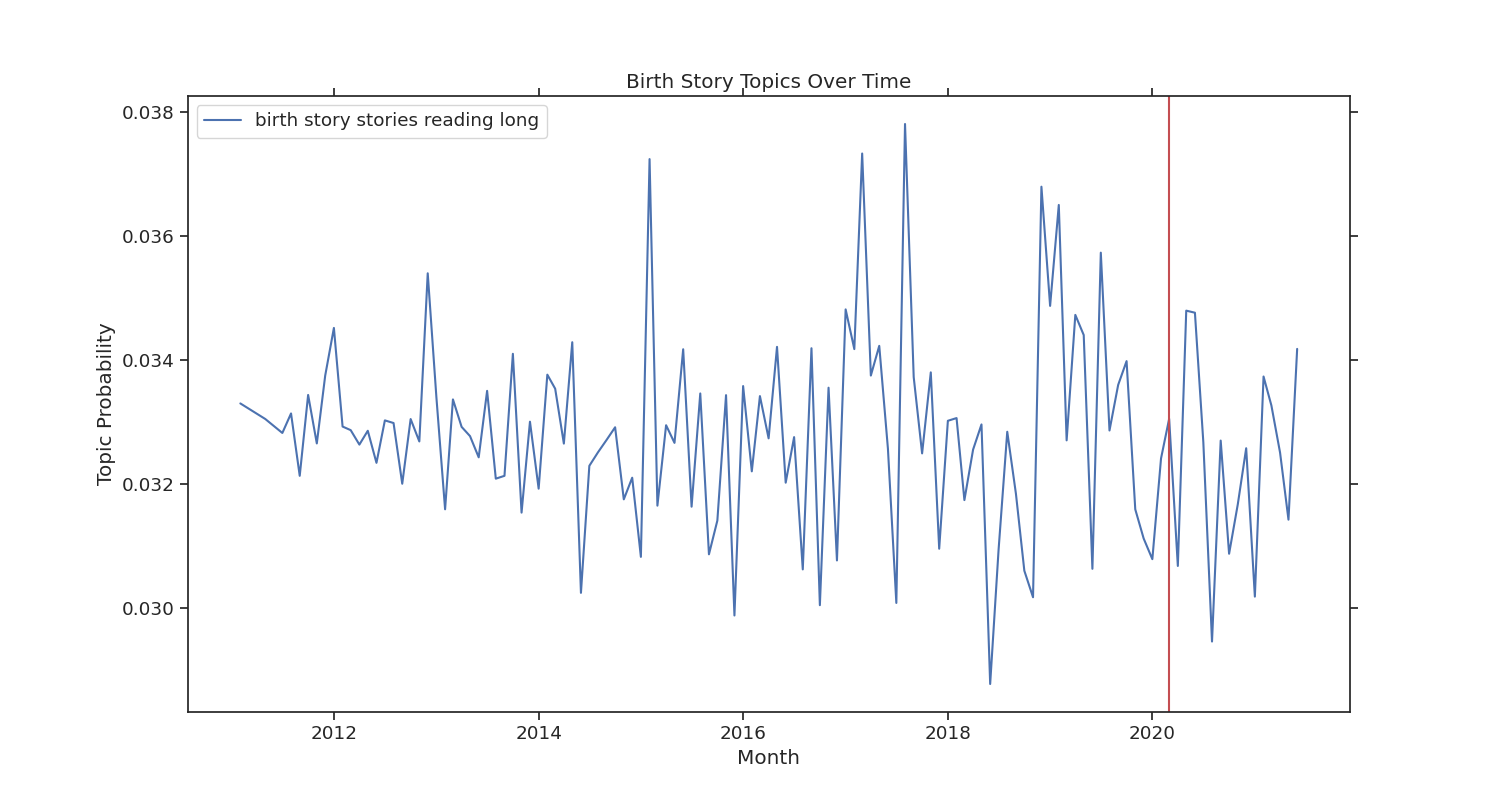 Birth Story Topics Over Time
birth story stories reading long
0.038
0.036
0.034
0.032
0.030
Topic Probability
2012 2014 2016 2018 2020
Month